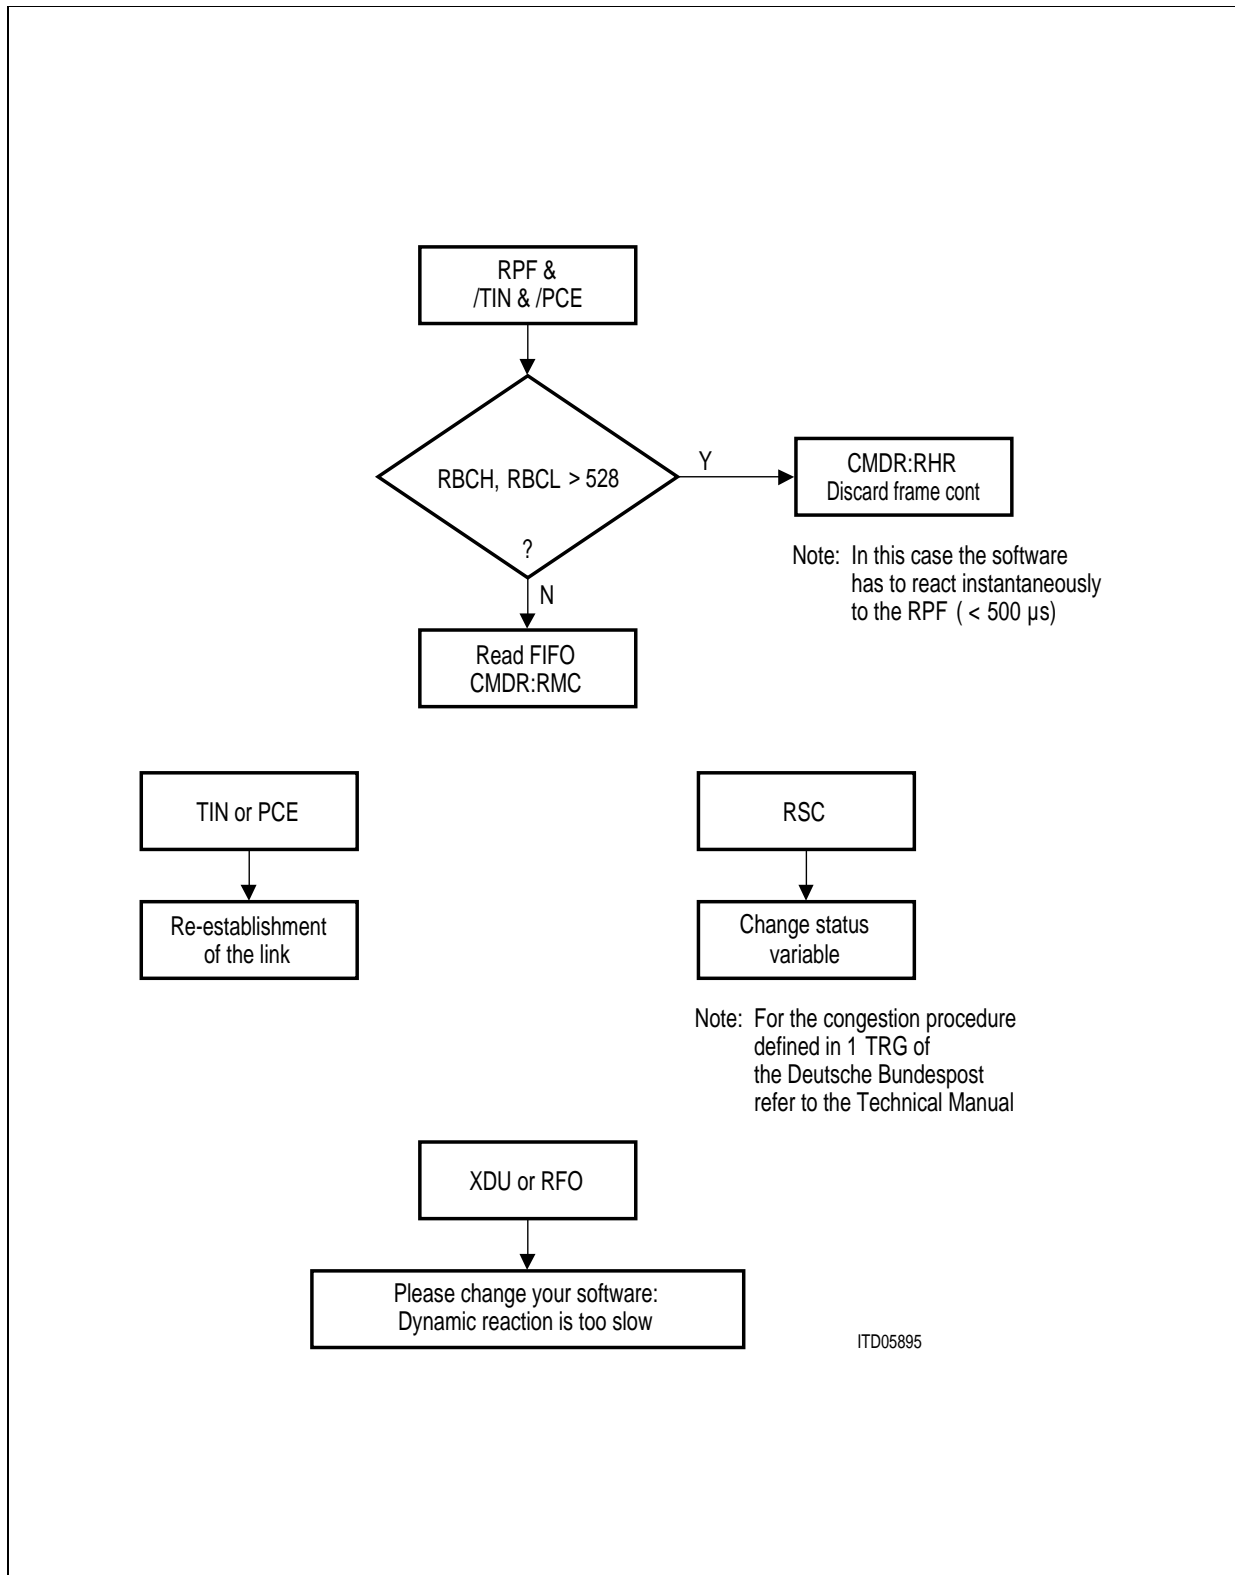 RPF &
/TIN & /PCE
RBCH, RBCL > 528
?
Y
CMDR:RHR
Discard frame cont
Note: In this case the software
has to react instantaneously
to the RPF ( < 500 µs)
N
Read FIFO
CMDR:RMC
TIN or PCE
Re-establishment
of the link
RSC
Change status
variable
Note: For the congestion procedure
defined in 1 TRG of
the Deutsche Bundespost
refer to the Technical Manual
XDU or RFO
Please change your software:
Dynamic reaction is too slow
ITD05895